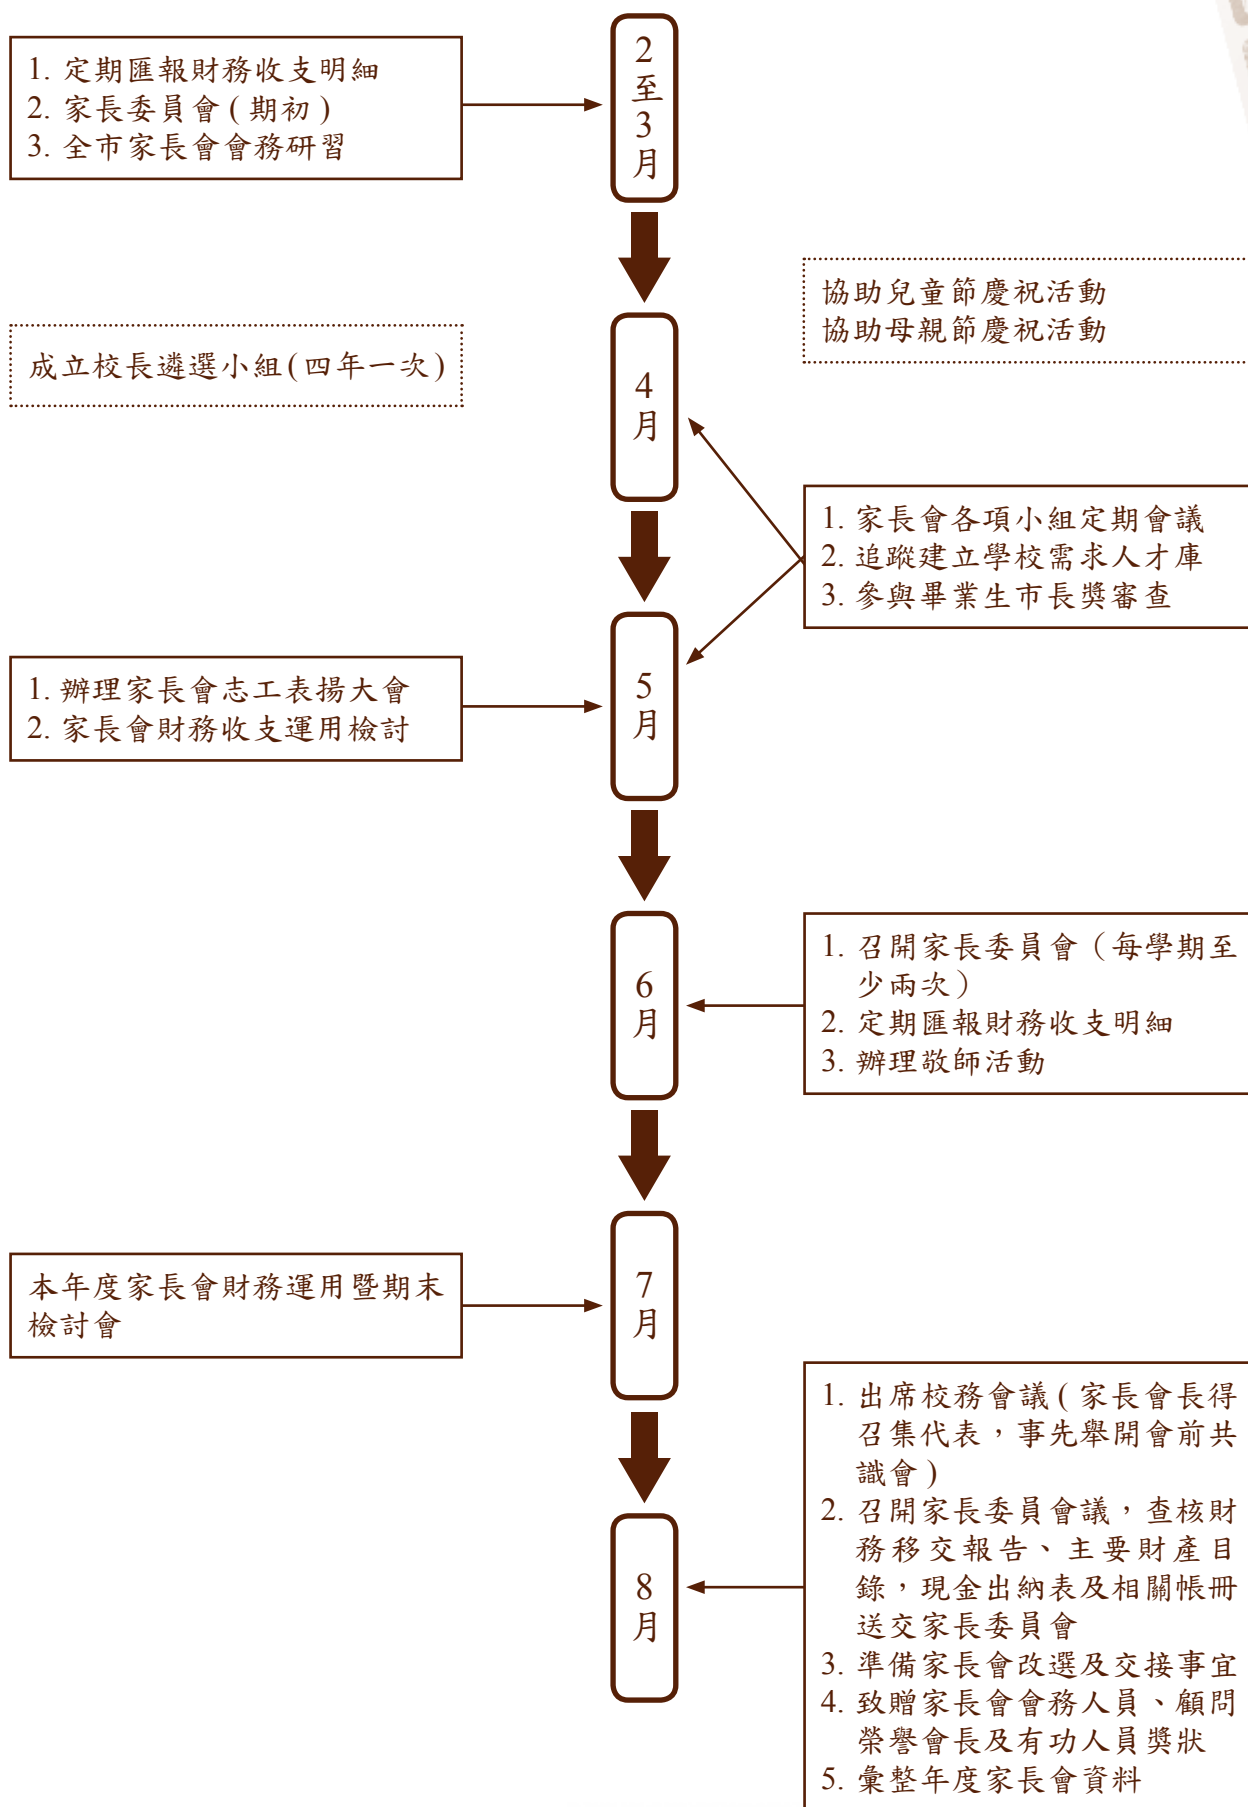 2至3月
1. 定期匯報財務收支明細
2. 家長委員會(期初)
3. 全市家長會會務研習
協助兒童節慶祝活動
協助母親節慶祝活動
成立校長遴選小組(四年一次)
4月
1. 家長會各項小組定期會議
2. 追蹤建立學校需求人才庫
3. 參與畢業生市長獎審查
1. 辦理家長會志工表揚大會
2. 家長會財務收支運用檢討
5月
6月
1. 召開家長委員會（每學期至
少兩次）
2. 定期匯報財務收支明細
3. 辦理敬師活動
本年度家長會財務運用暨期末
檢討會
7月
8月
1. 出席校務會議(家長會長得
召集代表，事先舉開會前共
識會)
2. 召開家長委員會議，查核財
務移交報告、主要財產目
錄，現金出納表及相關帳冊
送交家長委員會
3. 準備家長會改選及交接事宜
4. 致贈家長會會務人員、顧問
榮譽會長及有功人員獎狀
5. 彙整年度家長會資料